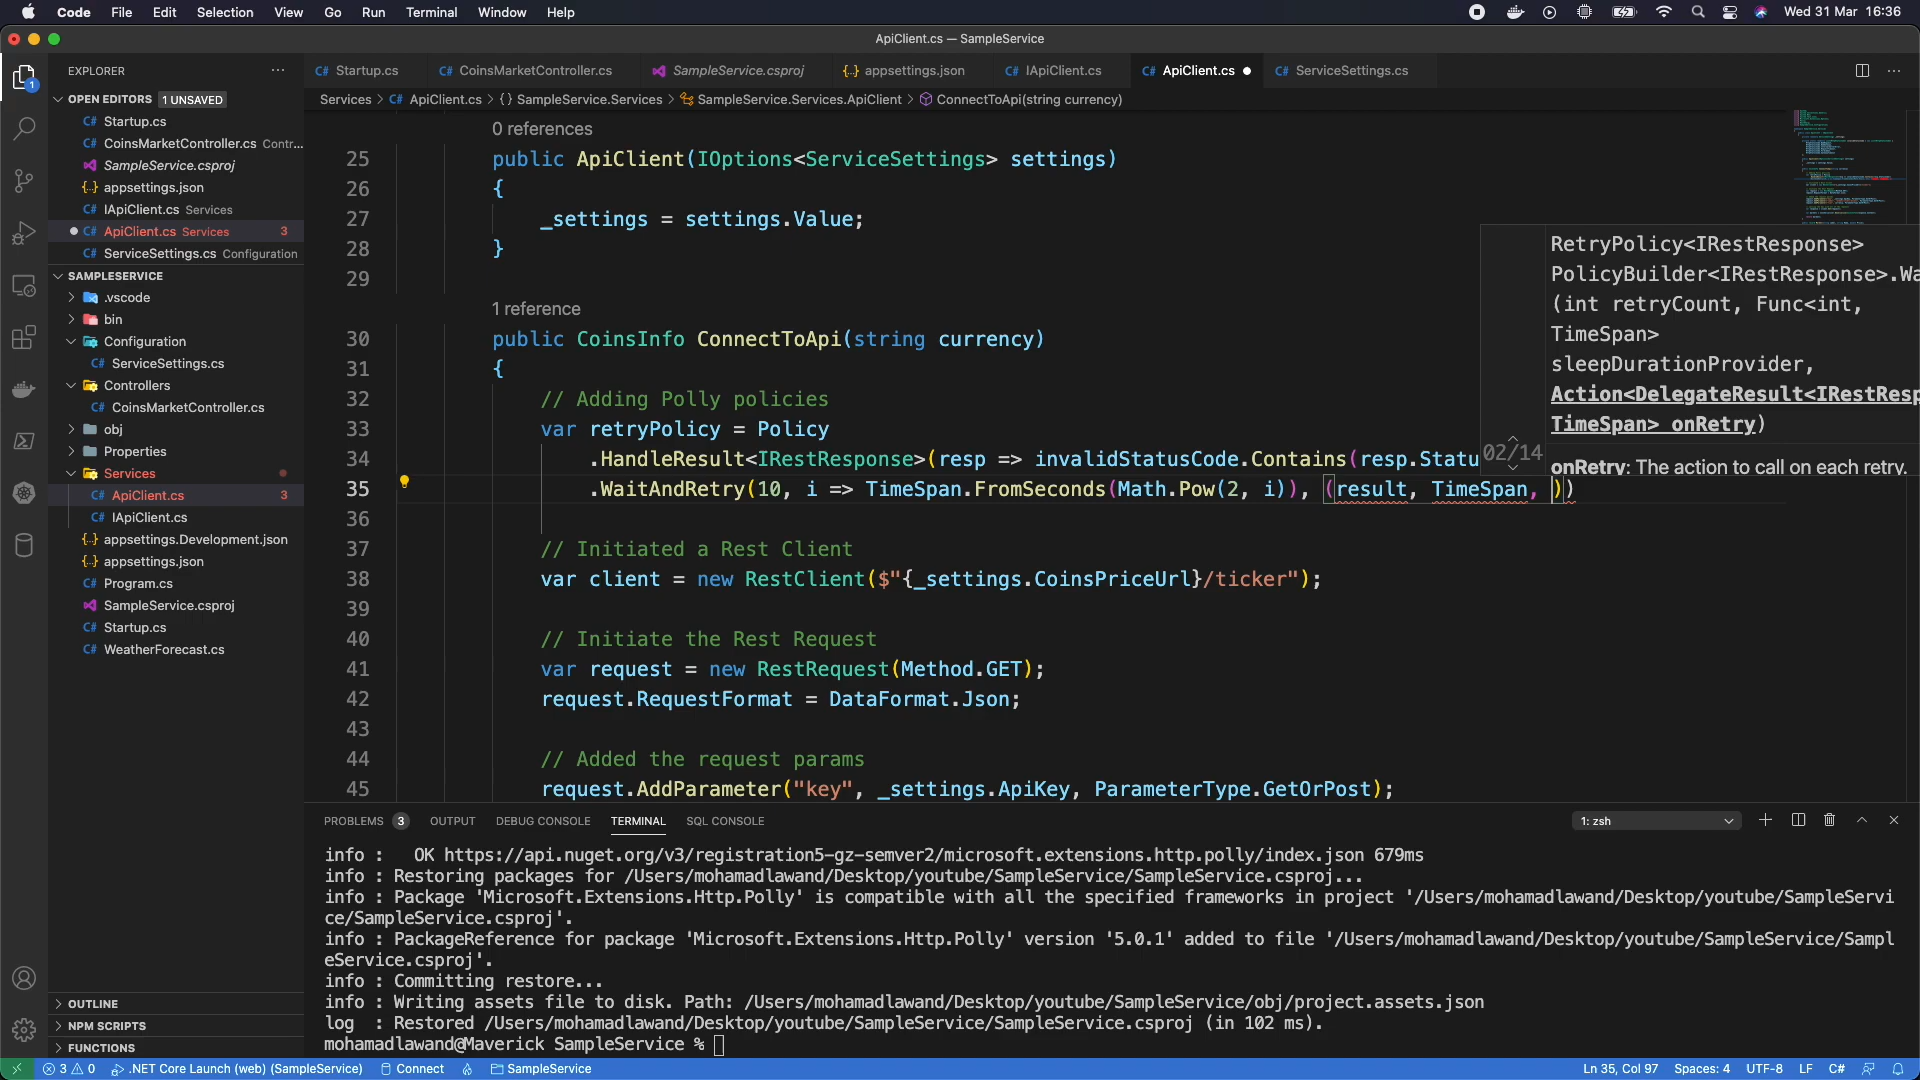 Code File Edit Selection View Go Run Terminal Window Help Wed 31 Mar 16:36
ApiClient.cs — SampleService
EXPLORER
C# Startup.cs C# CoinsMarketController.cs SampleService.csproj {..} appsettings.json C# IApiClient.cs C# ApiClient.cs C# ServiceSettings.cs
Services > C# ApiClient.cs > {} SampleService.Services > SampleService.Services.ApiClient > ConnectToApi(string currency)
1
OPEN EDITORS 1 UNSAVED
C# Startup.cs
C# CoinsMarketController.cs Contr...
SampleService.csproj
{..} appsettings.json
C# IApiClient.cs Services
C# ApiClient.cs Services 3
C# ServiceSettings.cs Configuration
SAMPLESERVICE
.vscode
bin
Configuration
C# ServiceSettings.cs
Controllers
C# CoinsMarketController.cs
obj
Properties
Services
C# ApiClient.cs 3
C# IApiClient.cs
{..} appsettings.Development.json
{..} appsettings.json
C# Program.cs
SampleService.csproj
C# Startup.cs
C# WeatherForecast.cs
OUTLINE
NPM SCRIPTS
FUNCTIONS
0 references
25 public ApiClient(IOptions<ServiceSettings> settings)
26 {
27 _settings = settings.Value;
28 }
29
1 reference
30 public CoinsInfo ConnectToApi(string currency)
31 {
32 // Adding Polly policies
33 var retryPolicy = Policy
34 .HandleResult<IRestResponse>(resp => invalidStatusCode.Contains(resp.Statu
35 .WaitAndRetry(10, i => TimeSpan.FromSeconds(Math.Pow(2, i)), (result, TimeSpan, ))
36
37 // Initiated a Rest Client
38 var client = new RestClient($"{_settings.CoinsPriceUrl}/ticker");
39
40 // Initiate the Rest Request
41 var request = new RestRequest(Method.GET);
42 request.RequestFormat = DataFormat.Json;
43
44 // Added the request params
45 request.AddParameter("key", _settings.ApiKey, ParameterType.GetOrPost);
RetryPolicy<IRestResponse>
PolicyBuilder<IRestResponse>.Wa
(int retryCount, Func<int,
TimeSpan>
sleepDurationProvider,
Action<DelegateResult<IRestResp
TimeSpan> onRetry)
02/14
onRetry: The action to call on each retry.
PROBLEMS 3 OUTPUT DEBUG CONSOLE TERMINAL SQL CONSOLE 1: zsh
info : OK https://api.nuget.org/v3/registration5-gz-semver2/microsoft.extensions.http.polly/index.json 679ms
info : Restoring packages for /Users/mohamadlawand/Desktop/youtube/SampleService/SampleService.csproj...
info : Package 'Microsoft.Extensions.Http.Polly' is compatible with all the specified frameworks in project '/Users/mohamadlawand/Desktop/youtube/SampleServi
ce/SampleService.csproj'.
info : PackageReference for package 'Microsoft.Extensions.Http.Polly' version '5.0.1' added to file '/Users/mohamadlawand/Desktop/youtube/SampleService/Sampl
eService.csproj'.
info : Committing restore...
info : Writing assets file to disk. Path: /Users/mohamadlawand/Desktop/youtube/SampleService/obj/project.assets.json
log : Restored /Users/mohamadlawand/Desktop/youtube/SampleService/SampleService.csproj (in 102 ms).
mohamadlawand@Maverick SampleService %
3 0 .NET Core Launch (web) (SampleService) Connect SampleService Ln 35, Col 97 Spaces: 4 UTF-8 LF C#